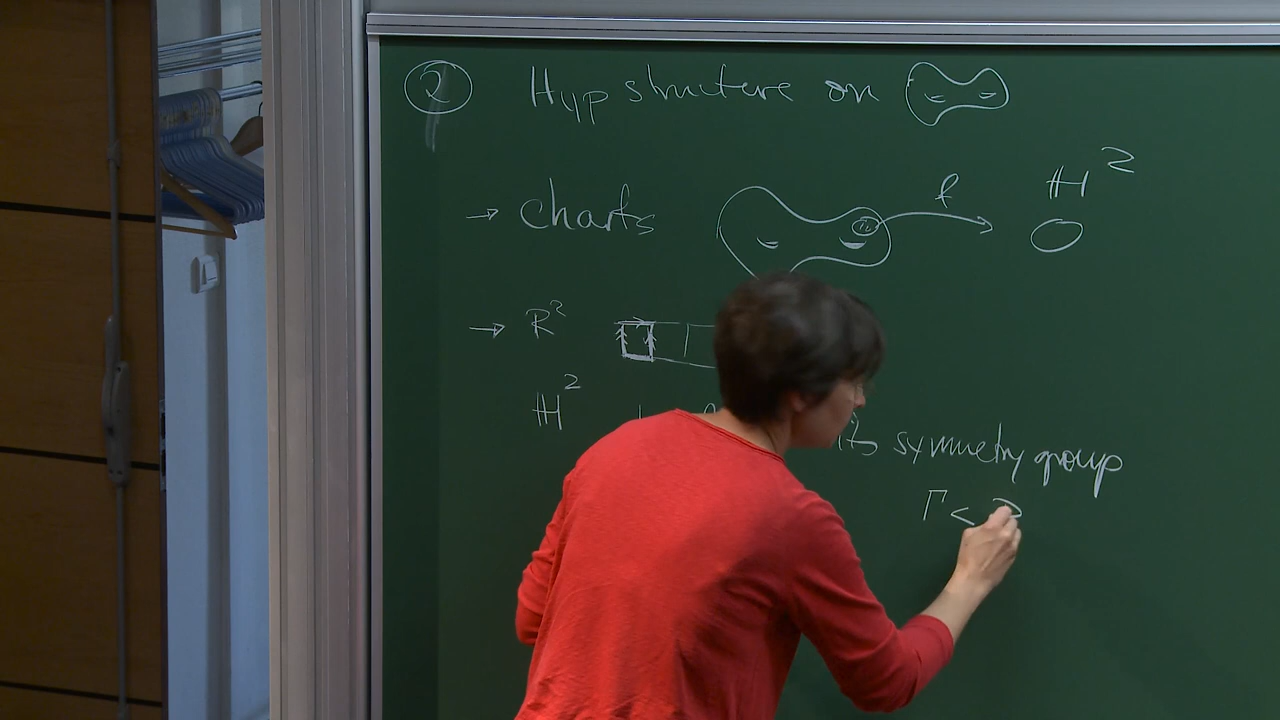 ② Hyp structure on
→ charts f H²
→ R²
H² its symmetry group
Γ <